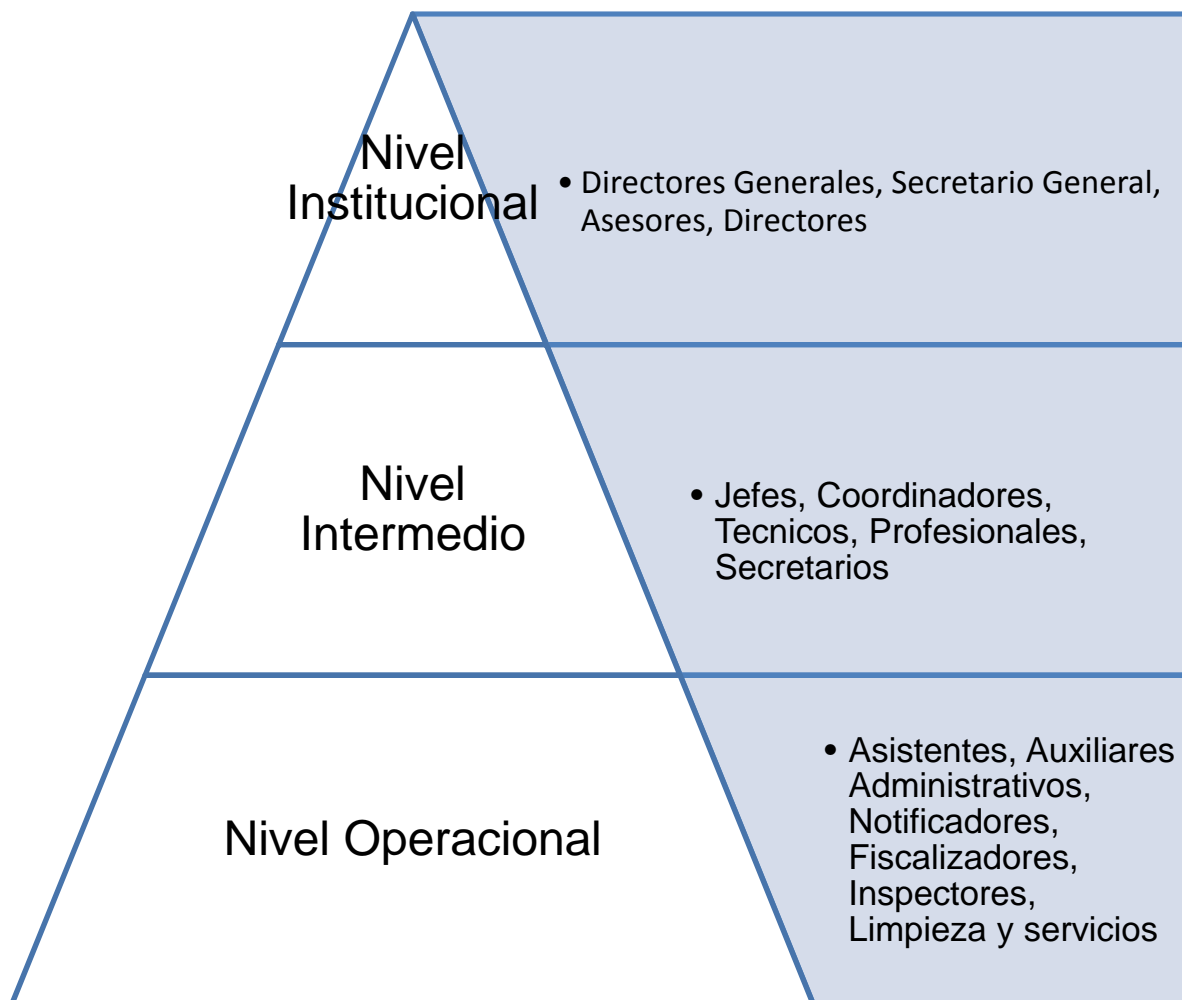 Nivel
Institucional
• Directores Generales, Secretario General,
Asesores, Directores
Nivel
Intermedio
• Jefes, Coordinadores,
Tecnicos, Profesionales,
Secretarios
Nivel Operacional
• Asistentes, Auxiliares
Administrativos,
Notificadores,
Fiscalizadores,
Inspectores,
Limpieza y servicios